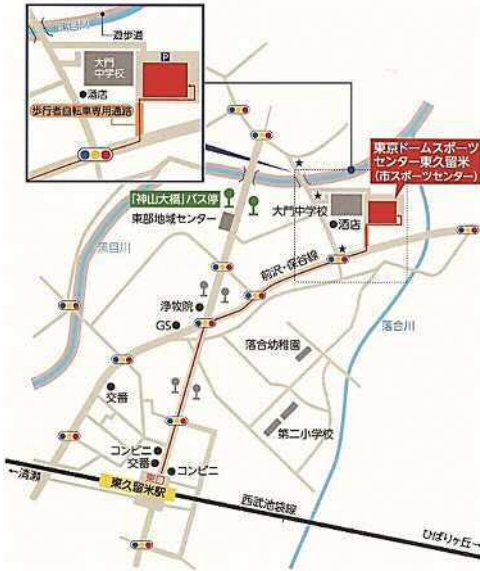 黒目川
遊歩道
P
大門
中学校
酒店
歩行者自転車専用通路
東京ドームスポーツ
センター東久留米
(市スポーツセンター)
「神山大橋」バス停
東部地域センター
大門中学校
酒店
黒目川
前沢・保谷線
落合川
浄牧院
GS
落合幼稚園
交番
第二小学校
コンビニ
交番
コンビニ
東口
東久留米駅
←清瀬
西武池袋線
ひばりヶ丘→